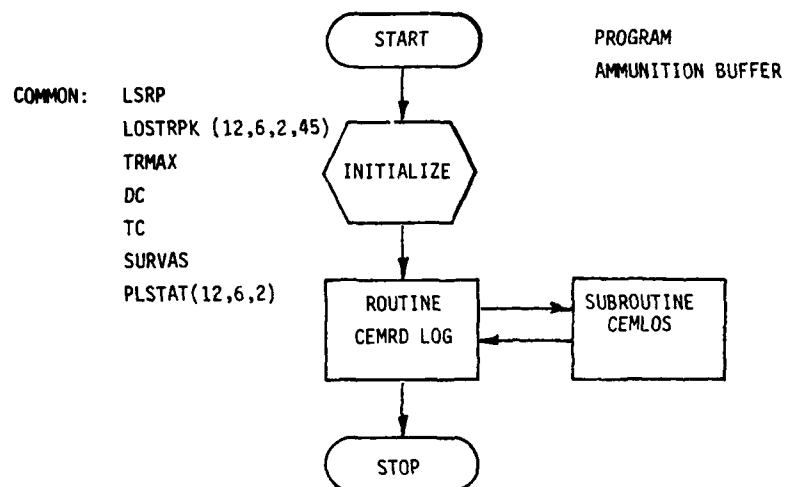 START
PROGRAM
AMMUNITION BUFFER
COMMON: LSRP
LOSTRPK (12,6,2,45)
TRMAX
DC
TC
SURVAS
PLSTAT(12,6,2)
INITIALIZE
ROUTINE
CEMRD LOG
SUBROUTINE
CEMLOS
STOP